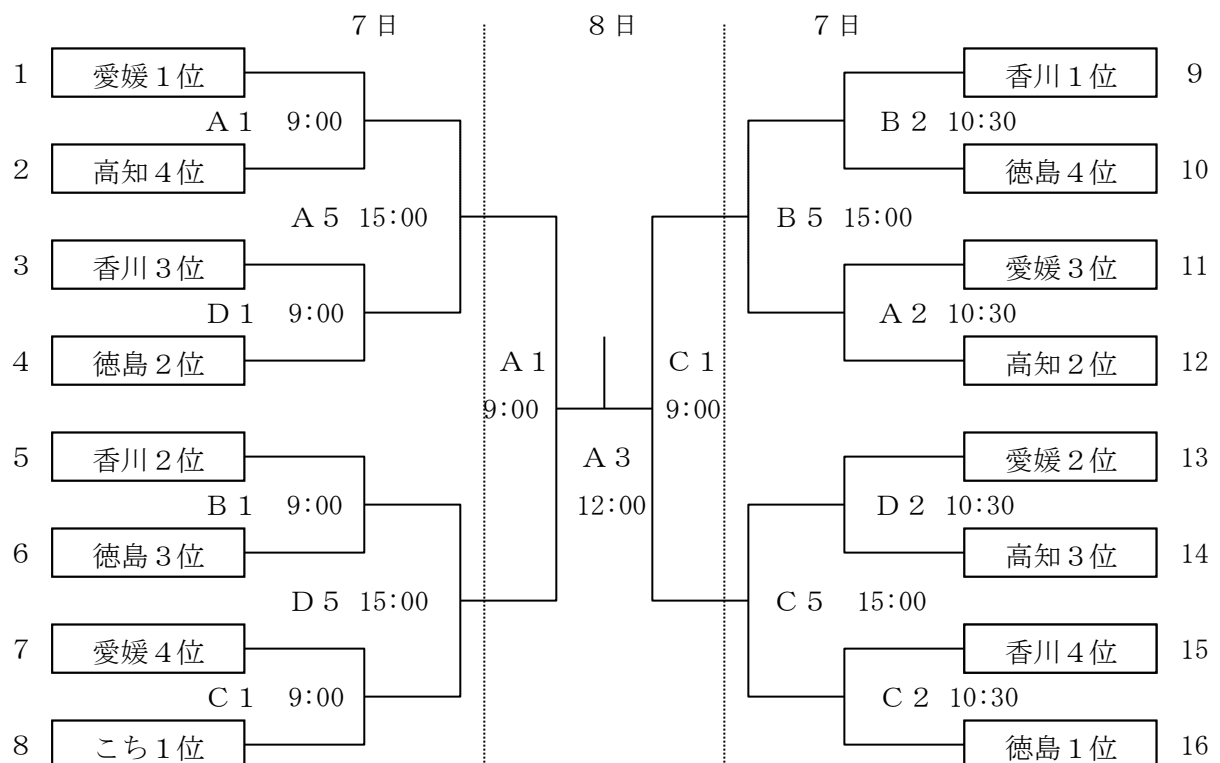 7日 8日 7日
1 愛媛1位 香川1位 9
A1 9:00 B2 10:30
2 高知4位 徳島4位 10
A5 15:00 B5 15:00
3 香川3位 愛媛3位 11
D1 9:00 A2 10:30
4 徳島2位 A1 C1 高知2位 12
9:00 9:00
5 香川2位 A3 愛媛2位 13
B1 9:00 12:00 D2 10:30
6 徳島3位 高知3位 14
D5 15:00 C5 15:00
7 愛媛4位 香川4位 15
C1 9:00 C2 10:30
8 こち1位 徳島1位 16